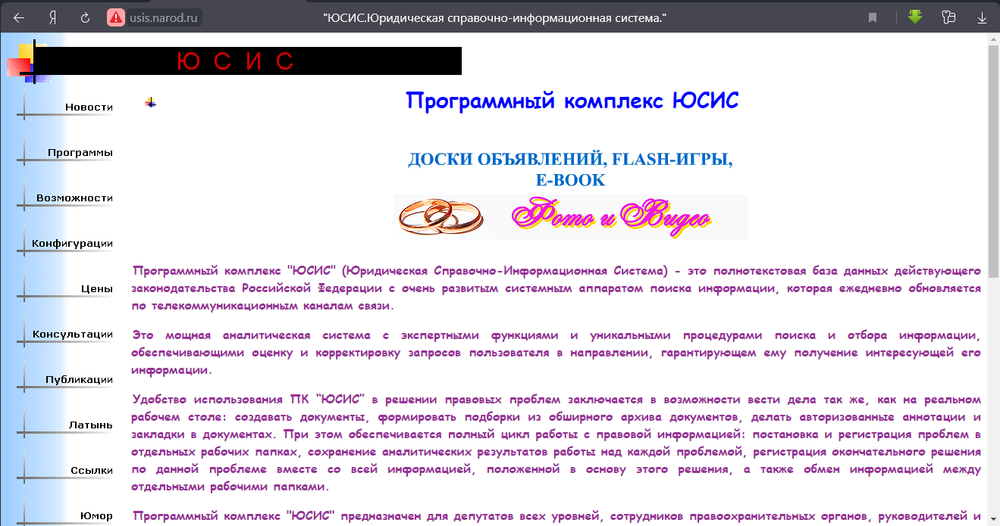 usis.narod.ru
"ЮСИС.Юридическая справочно-информационная система."
Ю С И С
Новости
Программы
Возможности
Конфигурации
Цены
Консультации
Публикации
Латынь
Ссылки
Юмор
Программный комплекс ЮСИС
ДОСКИ ОБЪЯВЛЕНИЙ, FLASH-ИГРЫ,
E-BOOK
Фото и Видео
Программный комплекс "ЮСИС" (Юридическая Справочно-Информационная Система) - это полнотекстовая база данных действующего
законодательства Российской Федерации с очень развитым системным аппаратом поиска информации, которая ежедневно обновляется
по телекоммуникационным каналам связи.
Это мощная аналитическая система с экспертными функциями и уникальными процедурами поиска и отбора информации,
обеспечивающими оценку и корректировку запросов пользователя в направлении, гарантирующем ему получение интересующей его
информации.
Удобство использования ПК “ЮСИС” в решении правовых проблем заключается в возможности вести дела так же, как на реальном
рабочем столе: создавать документы, формировать подборки из обширного архива документов, делать авторизованные аннотации и
закладки в документах. При этом обеспечивается полный цикл работы с правовой информацией: постановка и регистрация проблем в
отдельных рабочих папках, сохранение аналитических результатов работы над каждой проблемой, регистрация окончательного решения
по данной проблеме вместе со всей информацией, положенной в основу этого решения, а также обмен информацией между
отдельными рабочими папками.
Программный комплекс "ЮСИС" предназначен для депутатов всех уровней, сотрудников правоохранительных органов, руководителей и